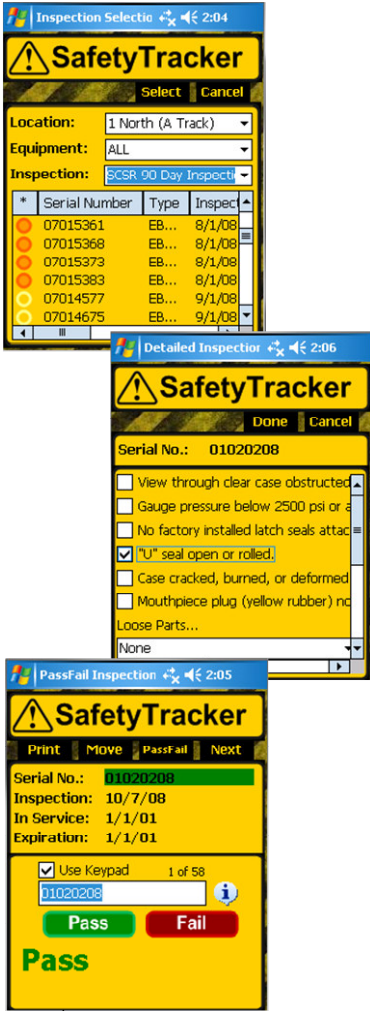 Inspection Selectio 2:04
SafetyTracker
Select Cancel
Location: 1 North (A Track)
Equipment: ALL
Inspection: SCSR 90 Day Inspecti
* Serial Number Type Inspect
07015361 EB... 8/1/08
07015368 EB... 8/1/08
07015373 EB... 8/1/08
07015383 EB... 8/1/08
07014577 EB... 9/1/08
07014675 EB... 9/1/08
Detailed Inspection 2:06
SafetyTracker
Done Cancel
Serial No.: 01020208
View through clear case obstructed
Gauge pressure below 2500 psi or a
No factory installed latch seals attac
"U" seal open or rolled.
Case cracked, burned, or deformed
Mouthpiece plug (yellow rubber) no
Loose Parts...
None
PassFail Inspection 2:05
SafetyTracker
Print Move PassFail Next
Serial No.: 01020208
Inspection: 10/7/08
In Service: 1/1/01
Expiration: 1/1/01
Use Keypad 1 of 58
01020208
Pass Fail
Pass